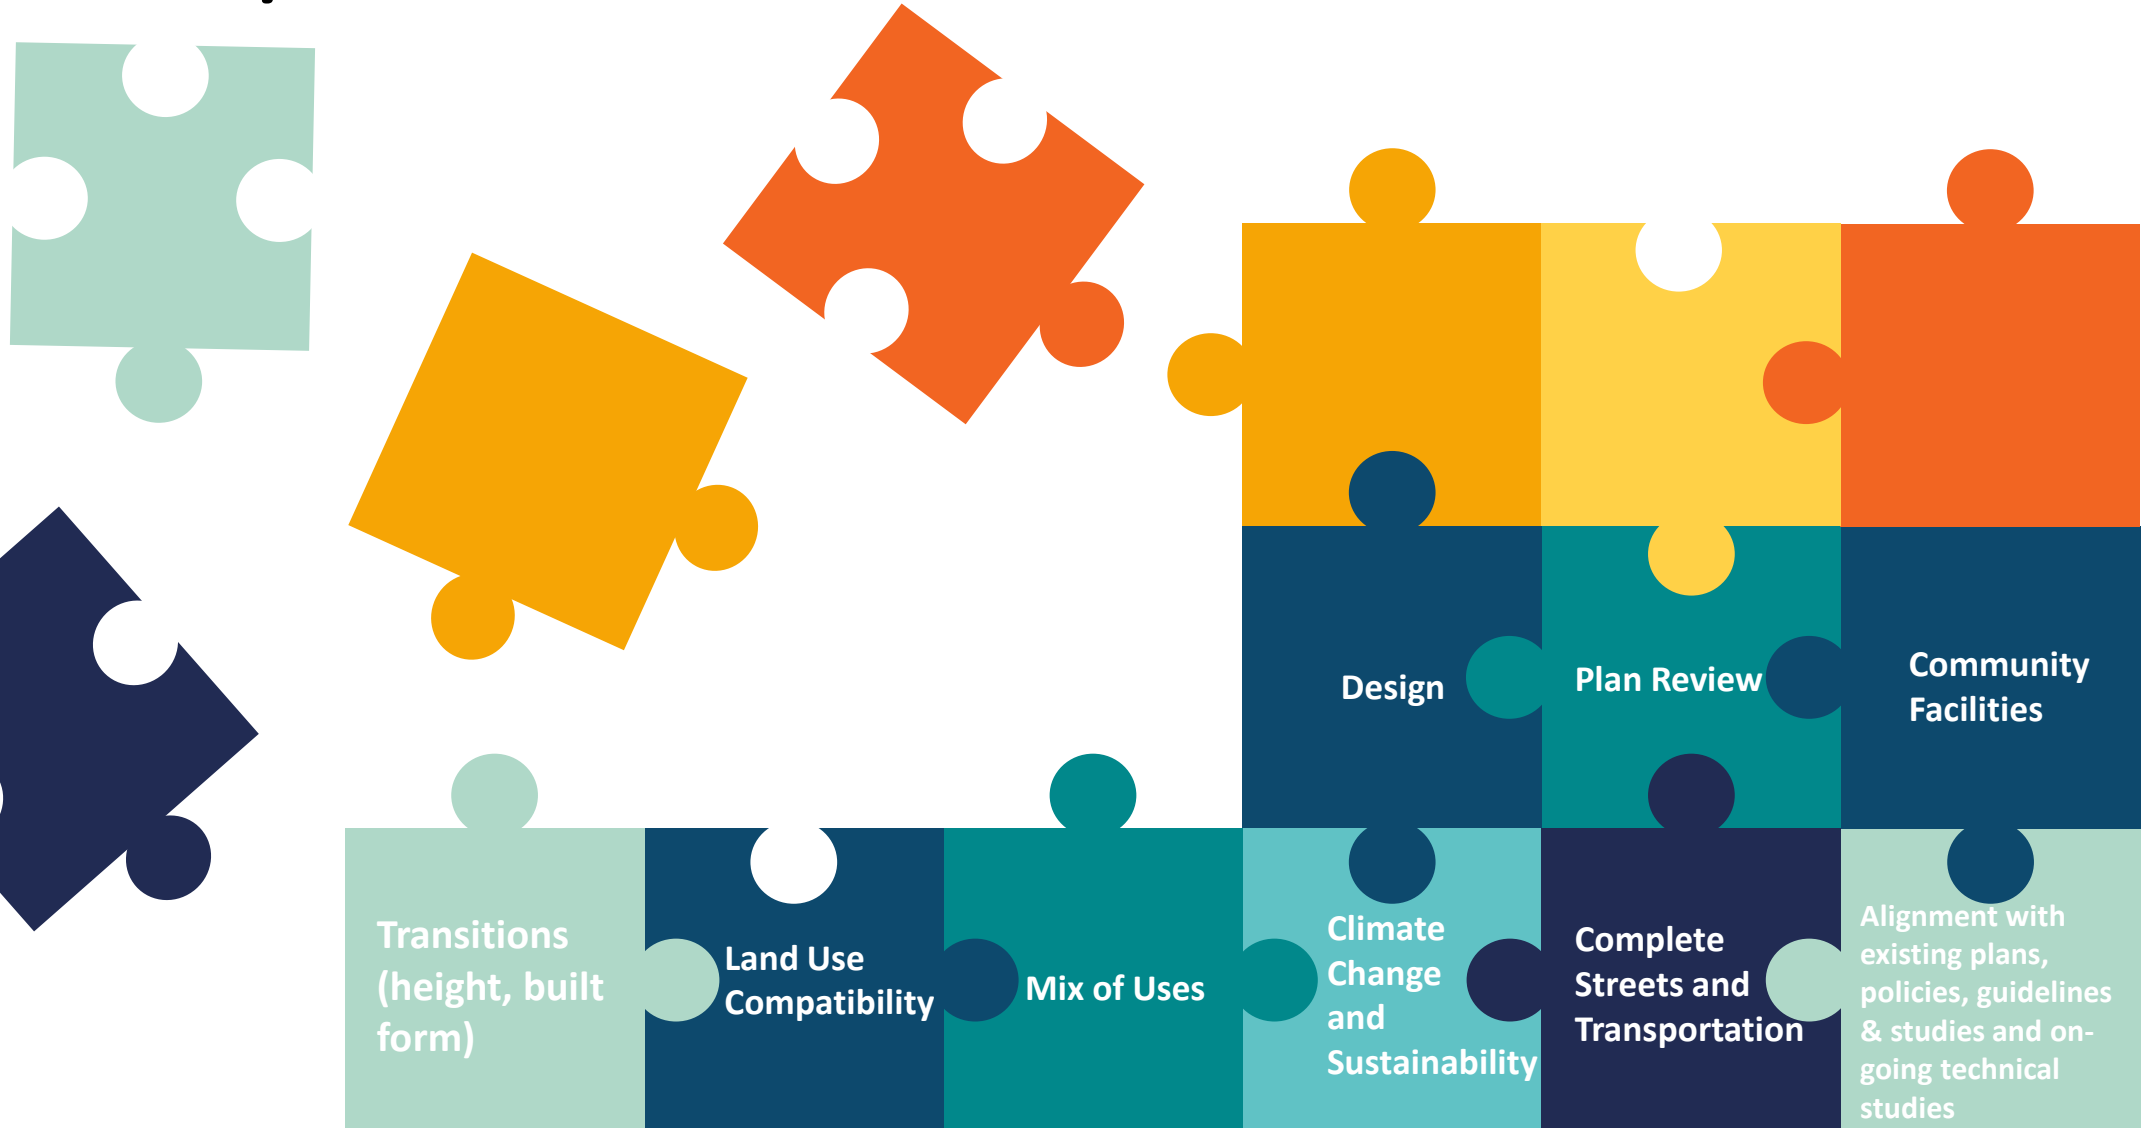 Design
Plan Review
Community
Facilities
Transitions
(height, built
form)
Land Use
Compatibility
Mix of Uses
Climate
Change
and
Sustainability
Complete
Streets and
Transportation
Alignment with
existing plans,
policies, guidelines
& studies and on-
going technical
studies